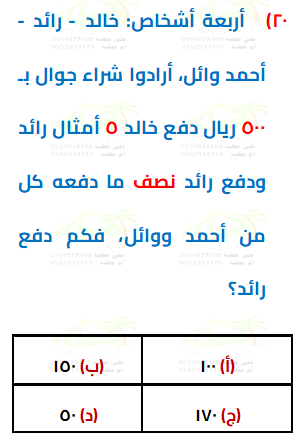 ٢٠) أربعة أشخاص: خالد - رائد -
أحمد وائل، أرادوا شراء جوال بـ
٥٠٠ ريال دفع خالد ٥ أمثال رائد
ودفع رائد نصف ما دفعه كل
من أحمد ووائل، فكم دفع
رائد؟
(أ) ١٠٠
(ب) ١٥٠
(ج) ١٧٠
(د) ٥٠